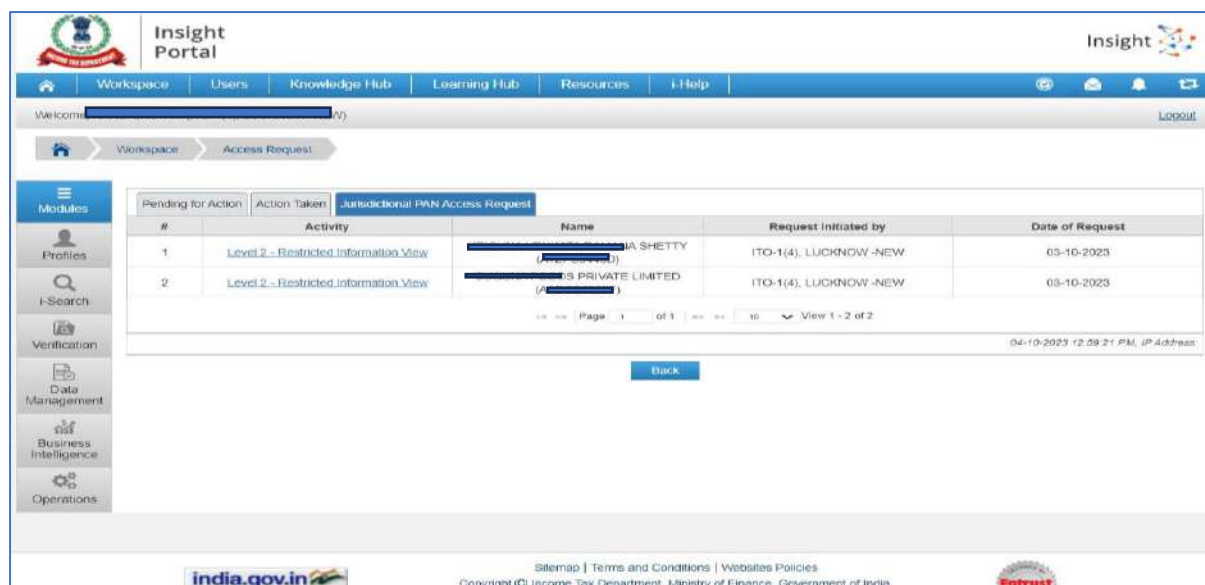 Insight
Portal
Insight
Workspace Users Knowledge Hub Learning Hub Resources i-Help
Welcome
Logout
Workspace Access Request
Modules
Profiles
i-Search
Verification
Data
Management
Business
Intelligence
Operations
Pending for Action Action Taken Jurisdictional PAN Access Request
# Activity Name Request Initiated by Date of Request
1 Level 2 - Restricted Information View SHETTY ITO-1(4), LUCKNOW -NEW 03-10-2023
2 Level 2 - Restricted Information View PRIVATE LIMITED ITO-1(4), LUCKNOW -NEW 03-10-2023
Page 1 of 1 10 View 1 - 2 of 2
04-10-2023 12:59:21 PM, IP Address
Back
india.gov.in
Sitemap | Terms and Conditions | Websites Policies
Copyright © Income Tax Department, Ministry of Finance, Government of India
Entrust